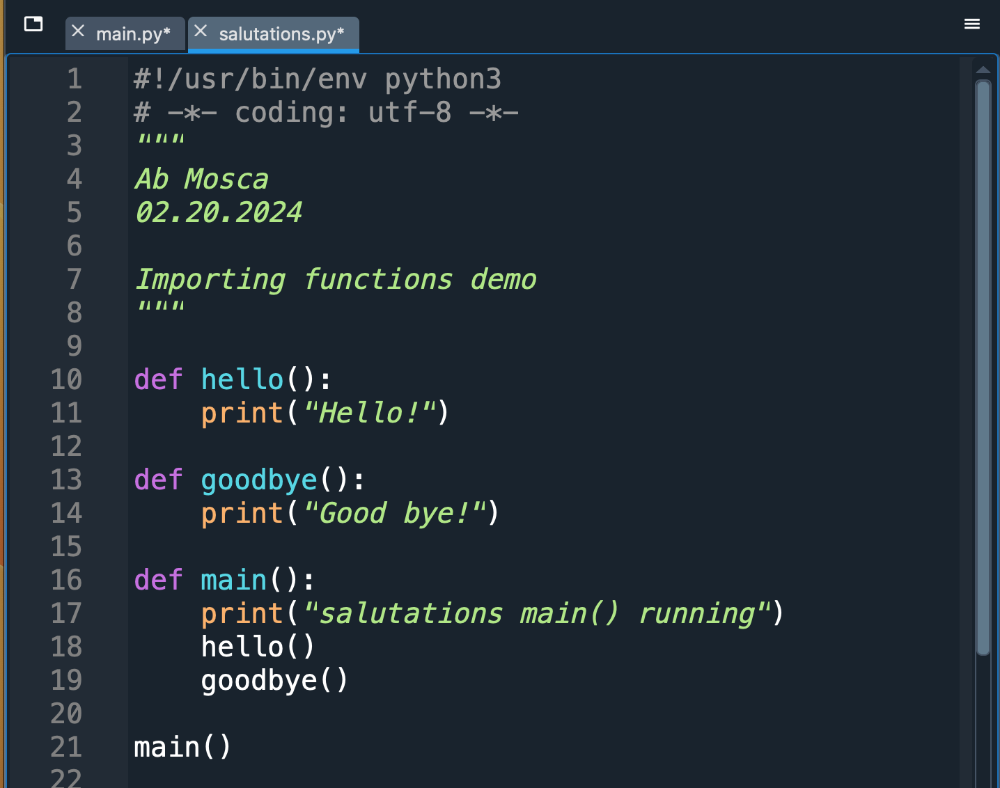 main.py* salutations.py*
1 #!/usr/bin/env python3
2 # -*- coding: utf-8 -*-
3 """
4 Ab Mosca
5 02.20.2024
6
7 Importing functions demo
8 """
9
10 def hello():
11     print("Hello!")
12
13 def goodbye():
14     print("Good bye!")
15
16 def main():
17     print("salutations main() running")
18     hello()
19     goodbye()
20
21 main()
22